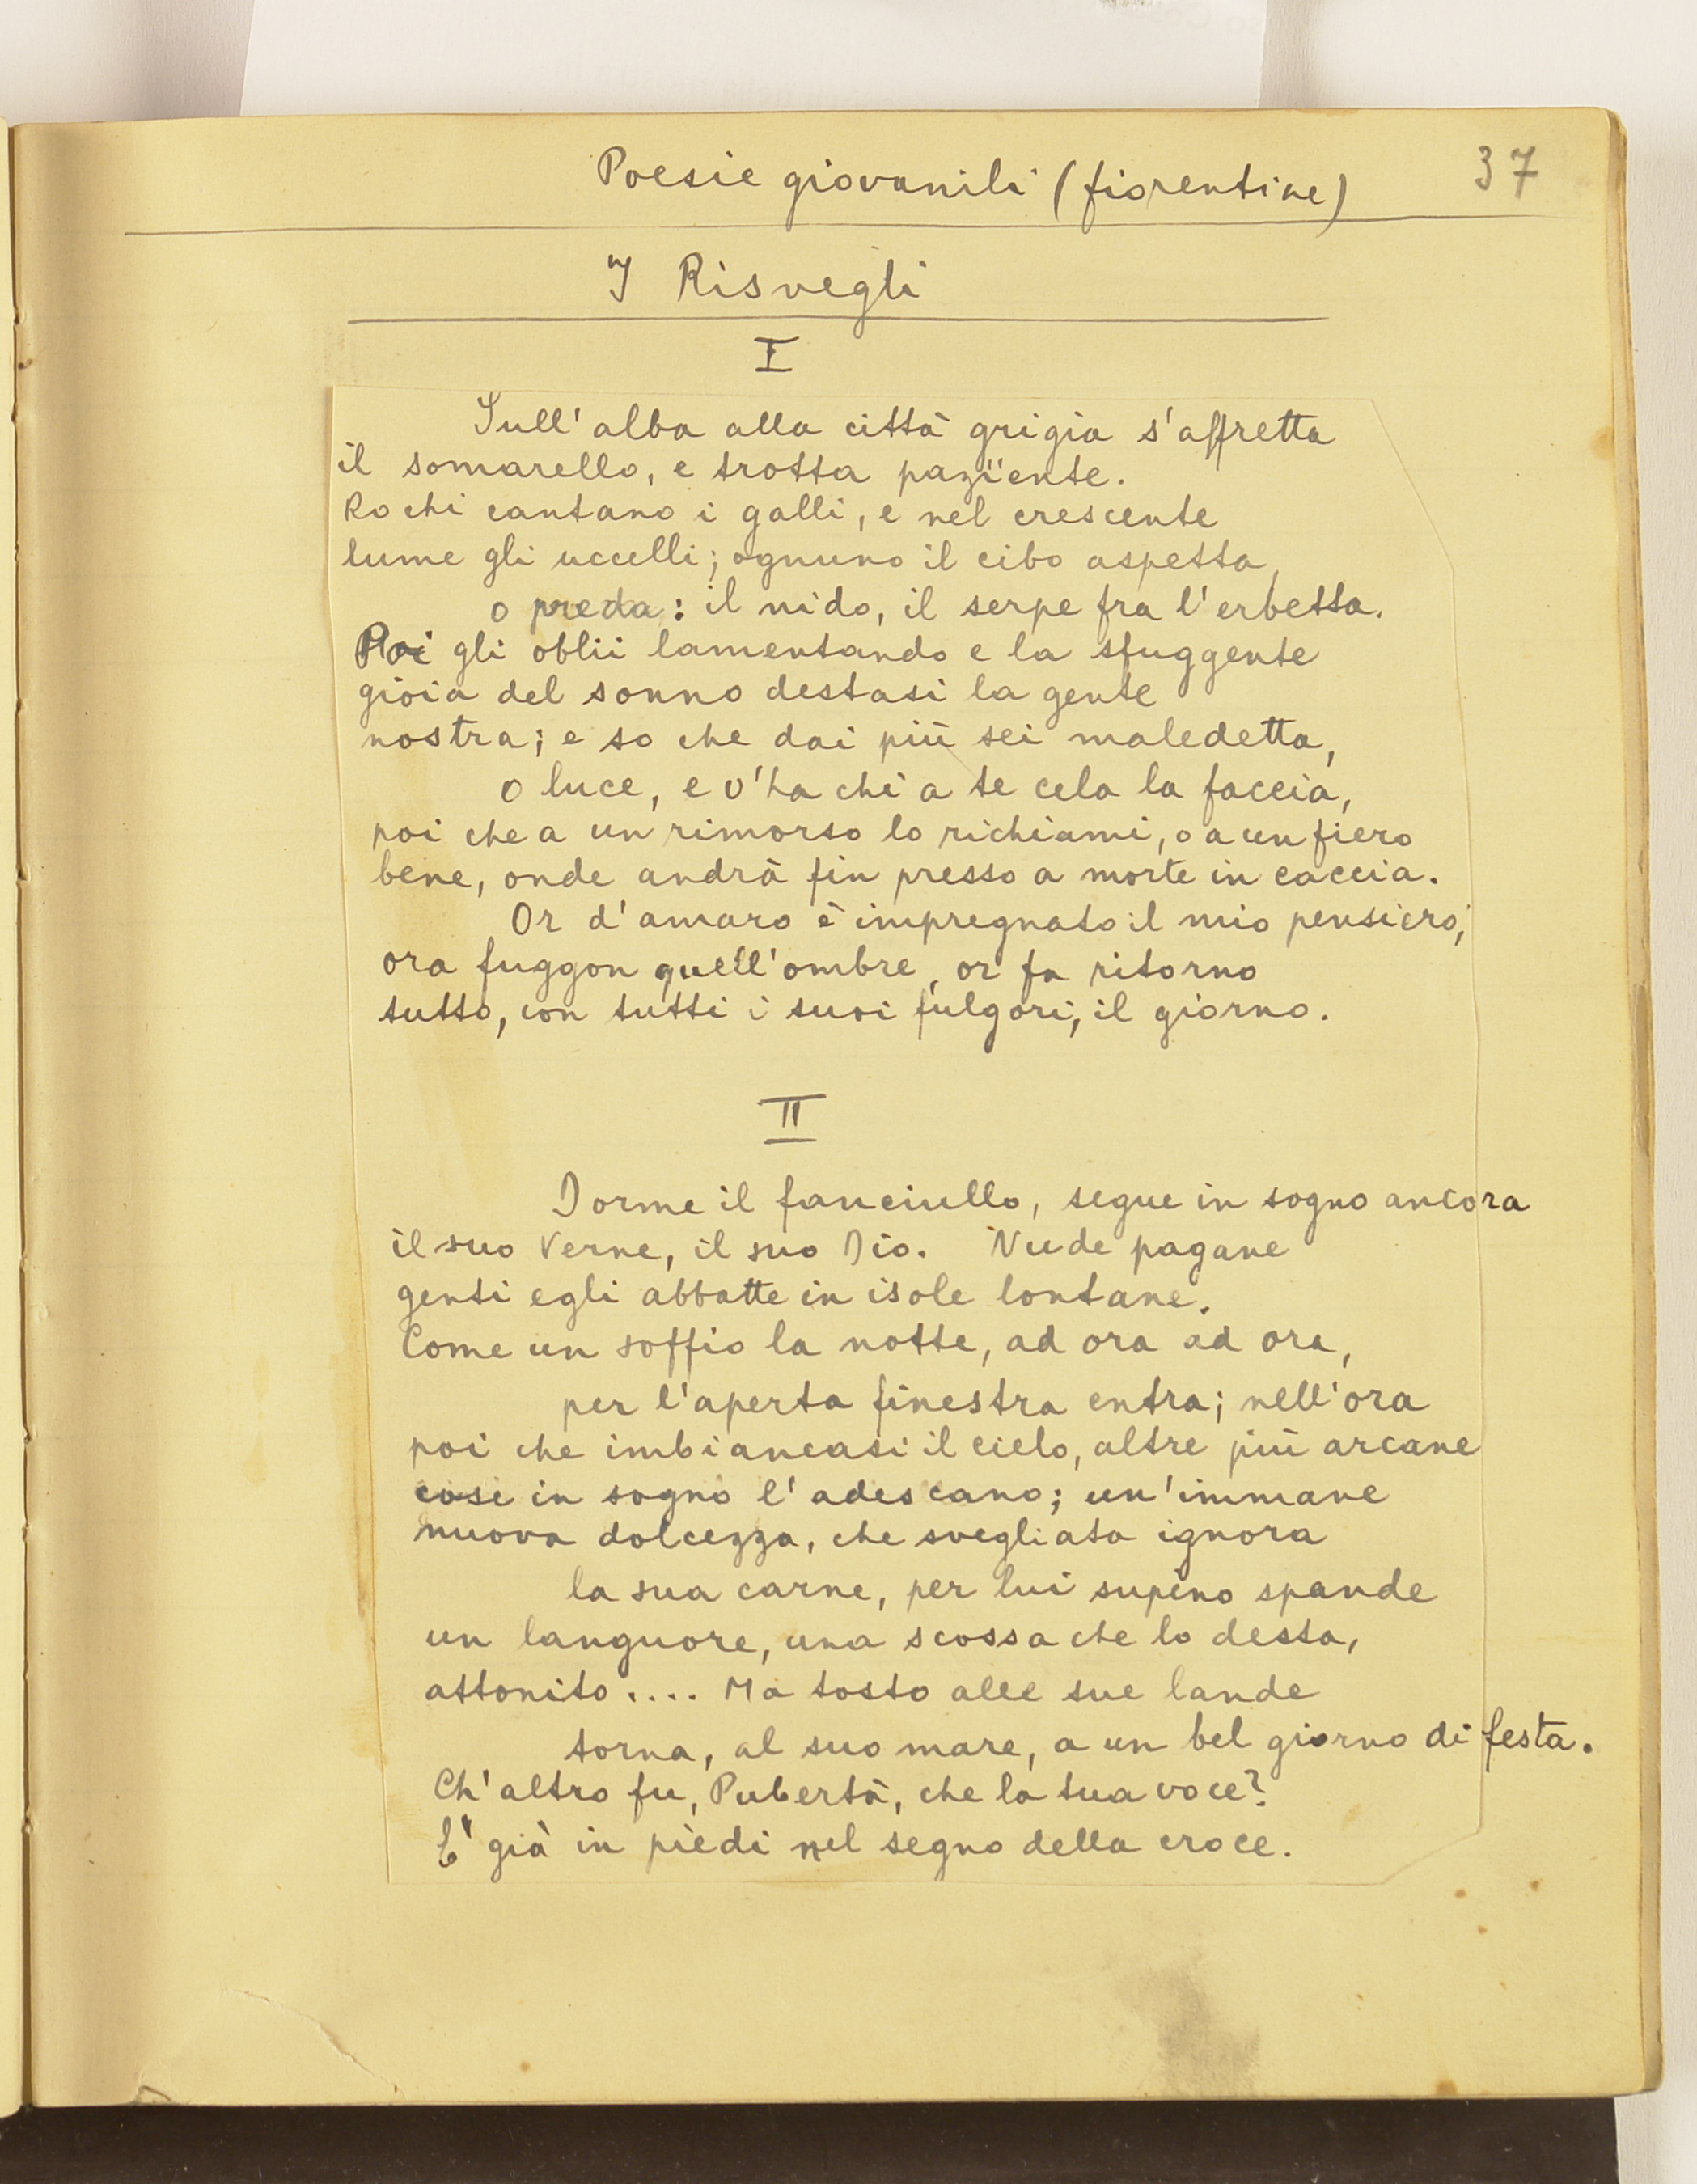 Poesie giovanili (fiorentine)
37
I Risvegli
I
Sull'alba alla città grigia s'affretta
il somarello, e trotta pazïente.
Rochi cantano i galli, e nel crescente
lume gli uccelli; ognuno il cibo aspetta,
o preda: il nido, il serpe fra l'erbetta.
Poi gli oblii lamentando e la sfuggente
gioia del sonno destasi la gente
nostra; e so che dai più sei maledetta,
o luce, e v'ha chi a te cela la faccia,
poi che a un rimorso lo richiami, o a un fiero
bene, onde andrà fin presso a morte in caccia.
Or d'amaro è impregnato il mio pensiero;
ora fuggon quell'ombre, or fa ritorno
tutto, con tutti i suoi fulgori, il giorno.
II
Dorme il fanciullo, segue in sogno ancora
il suo Verne, il suo Dio. Nude pagane
genti egli abbatte in isole lontane.
Come un soffio la notte, ad ora ad ora,
per l'aperta finestra entra; nell'ora
poi che imbiancasi il cielo, altre più arcane
cose in sogno l'adescano; un'immane
nuova dolcezza, che svegliata ignora
la sua carne, per lui supino spande
un languore, una scossa che lo desta,
attonito.... Ma tosto alle sue lande
torna, al suo mare, a un bel giorno di festa.
Ch'altro fu, Pubertà, che la tua voce?
E' già in piedi nel segno della croce.